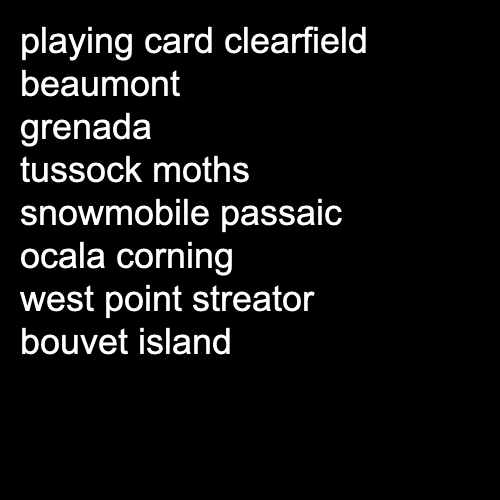 playing card clearfield
beaumont
grenada
tussock moths
snowmobile passaic
ocala corning
west point streator
bouvet island